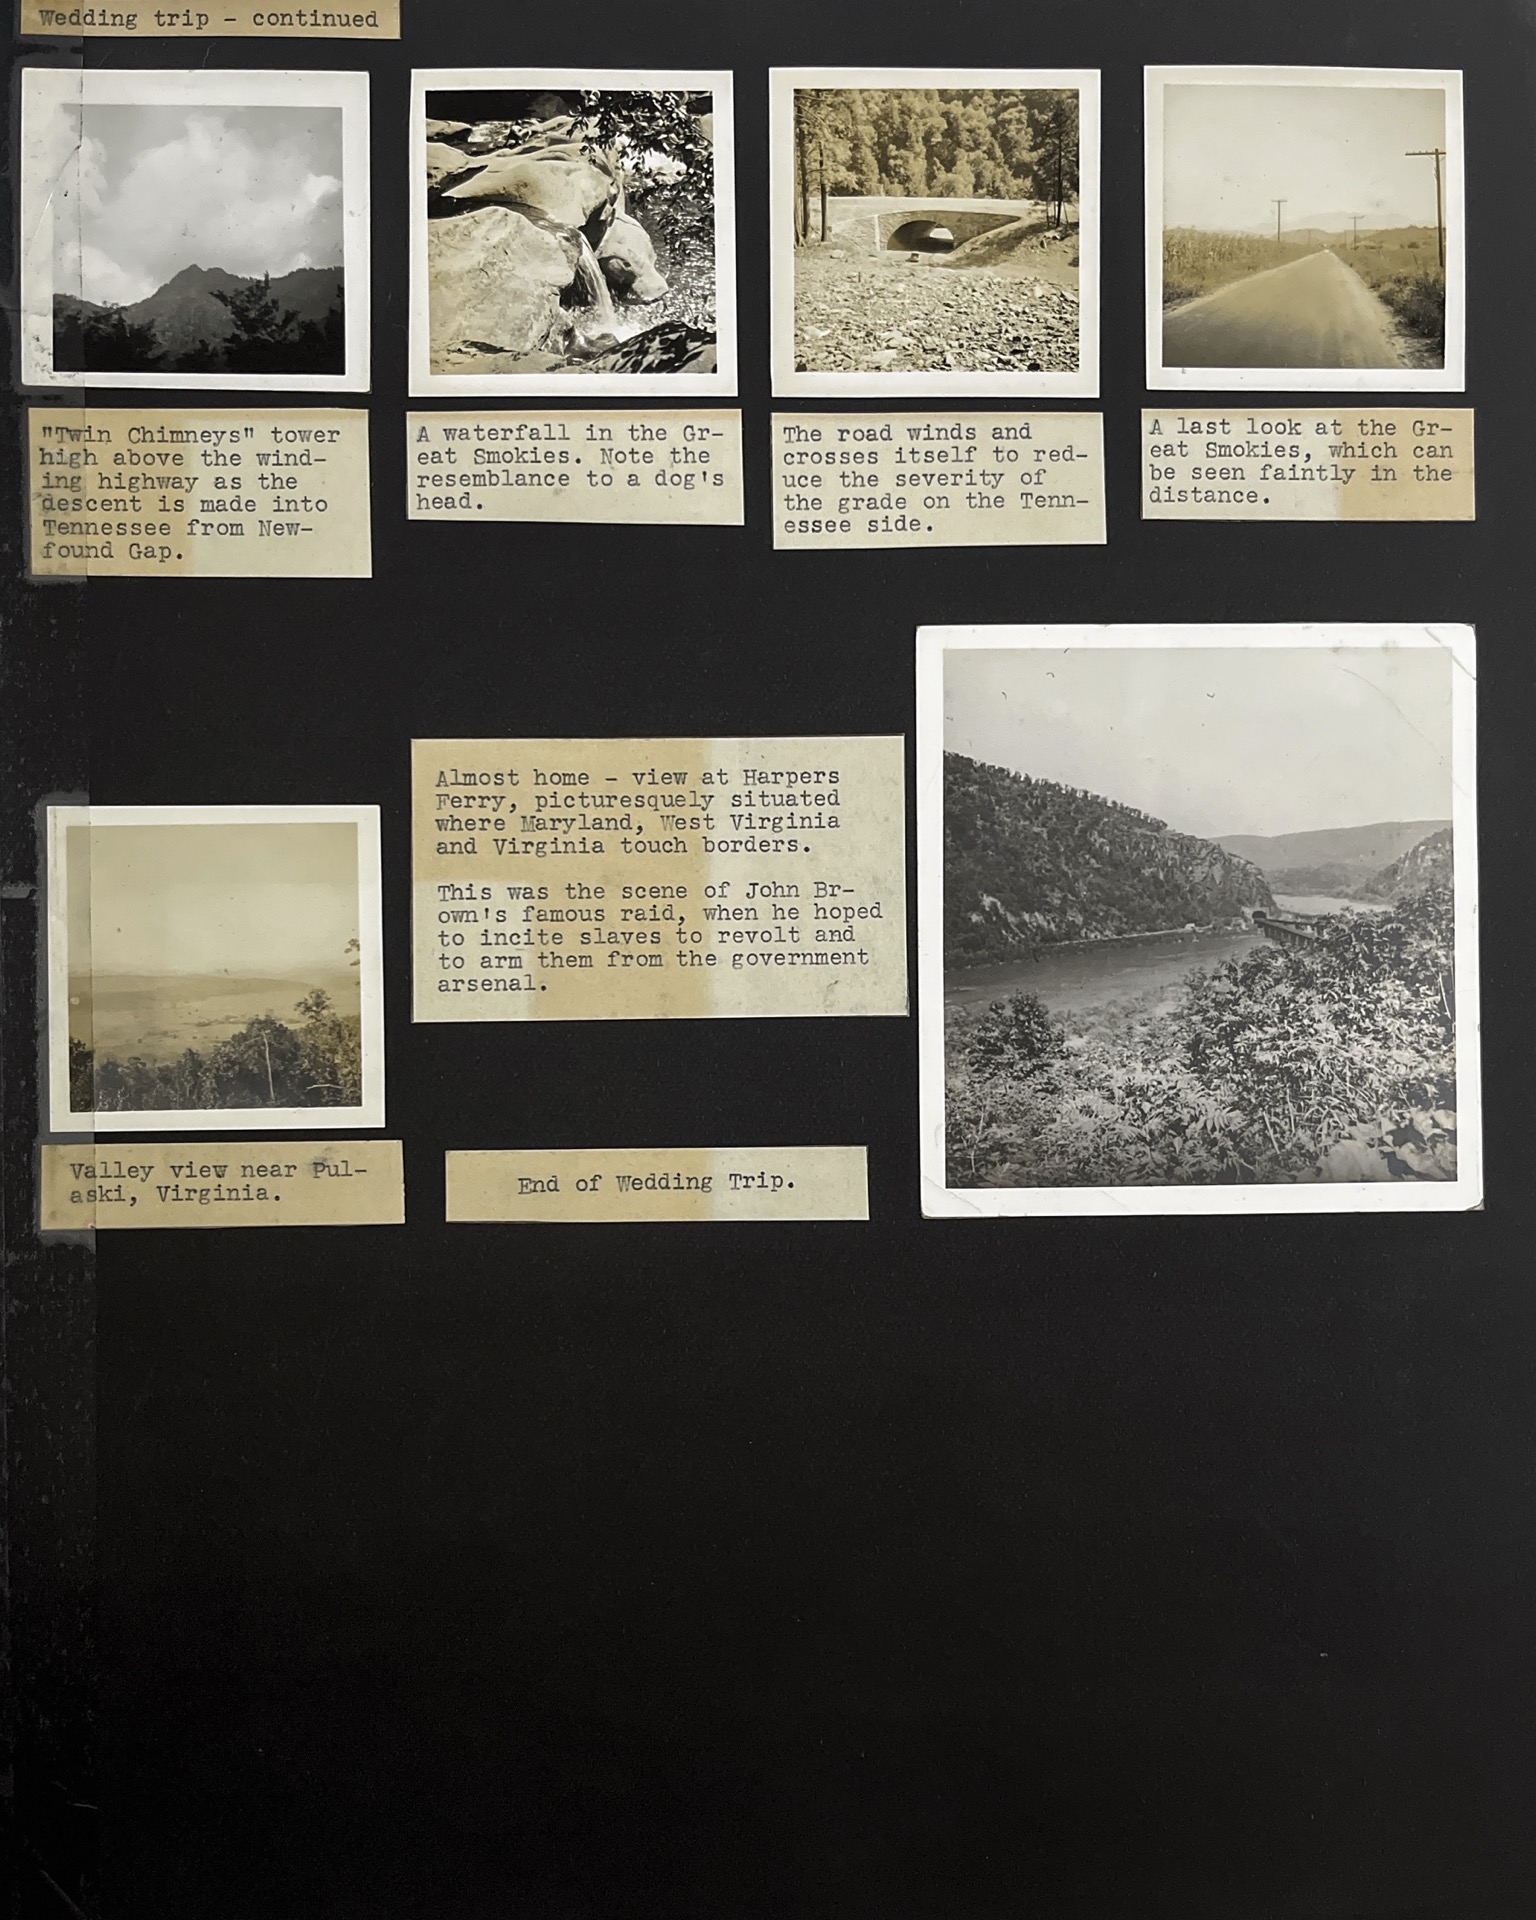 Wedding trip - continued
"Twin Chimneys" tower
high above the wind-
ing highway as the
descent is made into
Tennessee from New-
found Gap.
A waterfall in the Gr-
eat Smokies. Note the
resemblance to a dog's
head.
The road winds and
crosses itself to red-
uce the severity of
the grade on the Tenn-
essee side.
A last look at the Gr-
eat Smokies, which can
be seen faintly in the
distance.
Almost home - view at Harpers
Ferry, picturesquely situated
where Maryland, West Virginia
and Virginia touch borders.
This was the scene of John Br-
own's famous raid, when he hoped
to incite slaves to revolt and
to arm them from the government
arsenal.
Valley view near Pul-
aski, Virginia.
End of Wedding Trip.